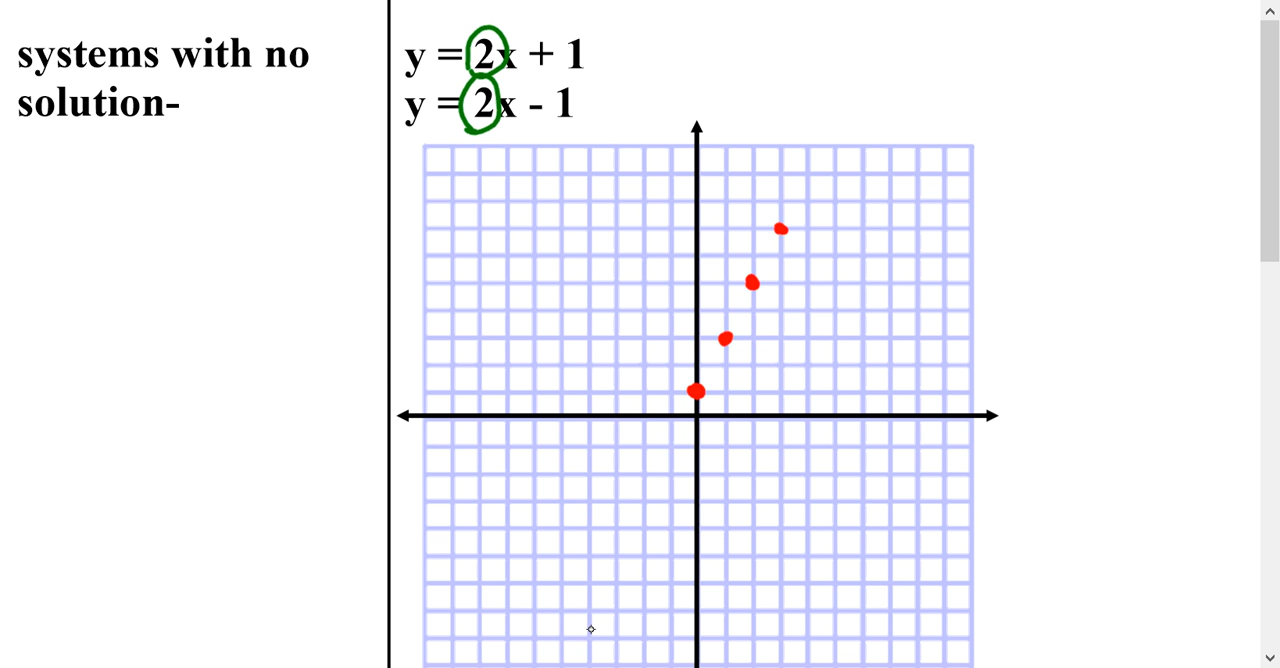 systems with no
solution-
y = 2x + 1
y = 2x - 1